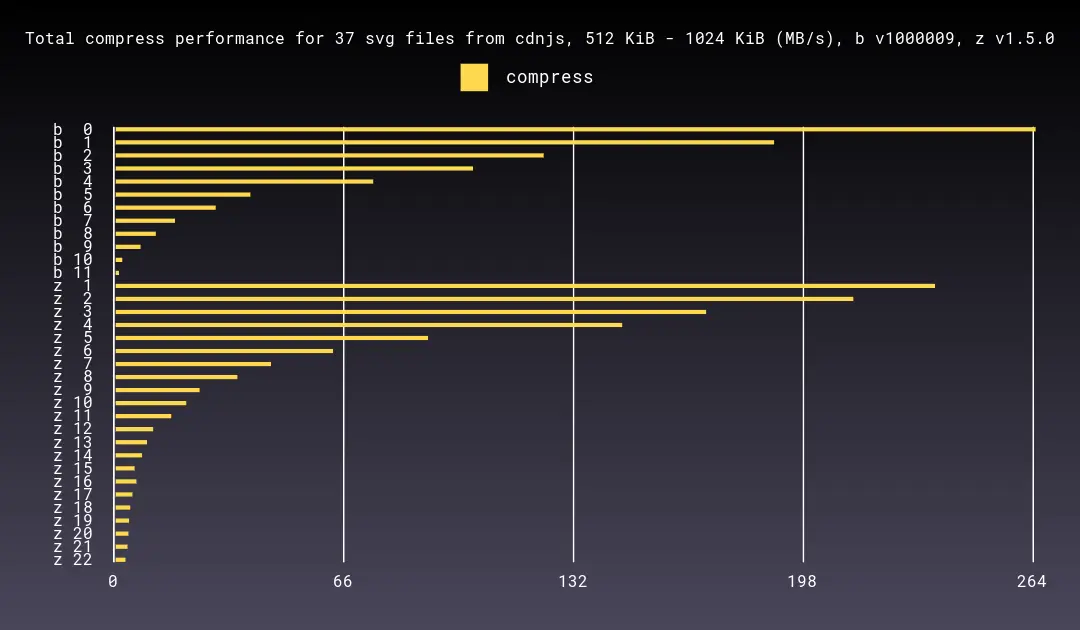 Total compress performance for 37 svg files from cdnjs, 512 KiB - 1024 KiB (MB/s), b v1000009, z v1.5.0
compress
b 0
b 1
b 2
b 3
b 4
b 5
b 6
b 7
b 8
b 9
b 10
b 11
z 1
z 2
z 3
z 4
z 5
z 6
z 7
z 8
z 9
z 10
z 11
z 12
z 13
z 14
z 15
z 16
z 17
z 18
z 19
z 20
z 21
z 22
0 66 132 198 264